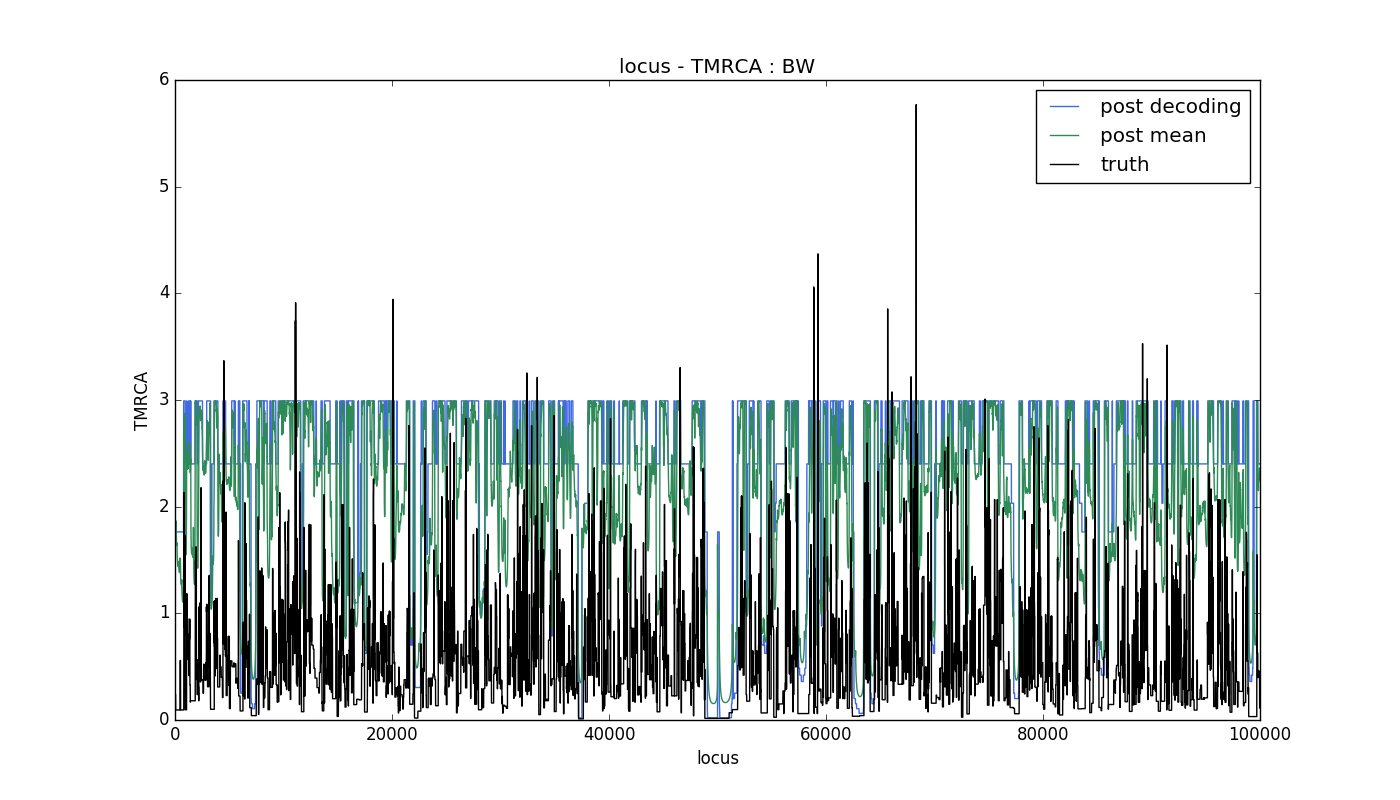 locus - TMRCA : BW
6
5
4
3
2
1
0
TMRCA
post decoding
post mean
truth
0 20000 40000 60000 80000 100000
locus